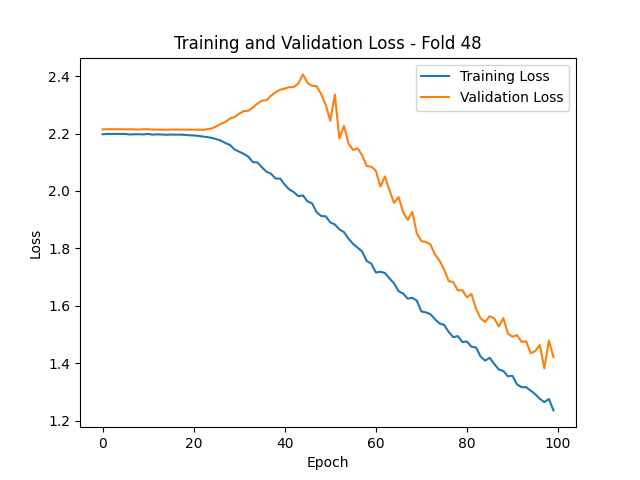 Training and Validation Loss - Fold 48
Training Loss
Validation Loss
Loss
2.4
2.2
2.0
1.8
1.6
1.4
1.2
0
20
40
60
80
100
Epoch